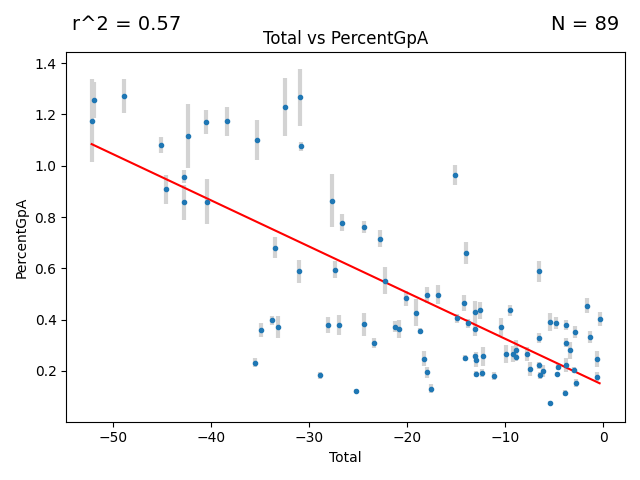 r^2 = 0.57
N = 89
Total vs PercentGpA
1.4
1.2
1.0
0.8
0.6
0.4
0.2
PercentGpA
−50
−40
−30
−20
−10
0
Total